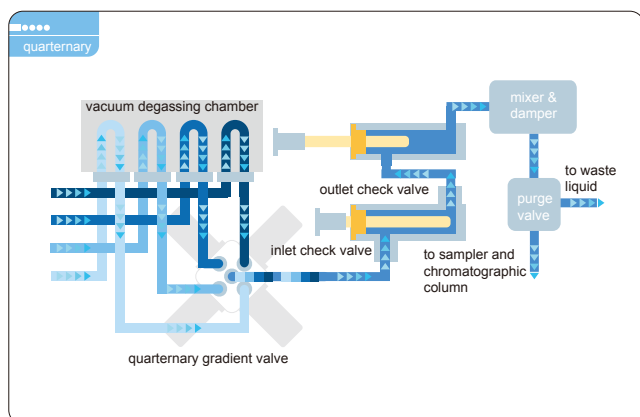 quarternary
vacuum degassing chamber
mixer &
damper
outlet check valve
to waste
liquid
purge
valve
inlet check valve
to sampler and
chromatographic
column
quarternary gradient valve